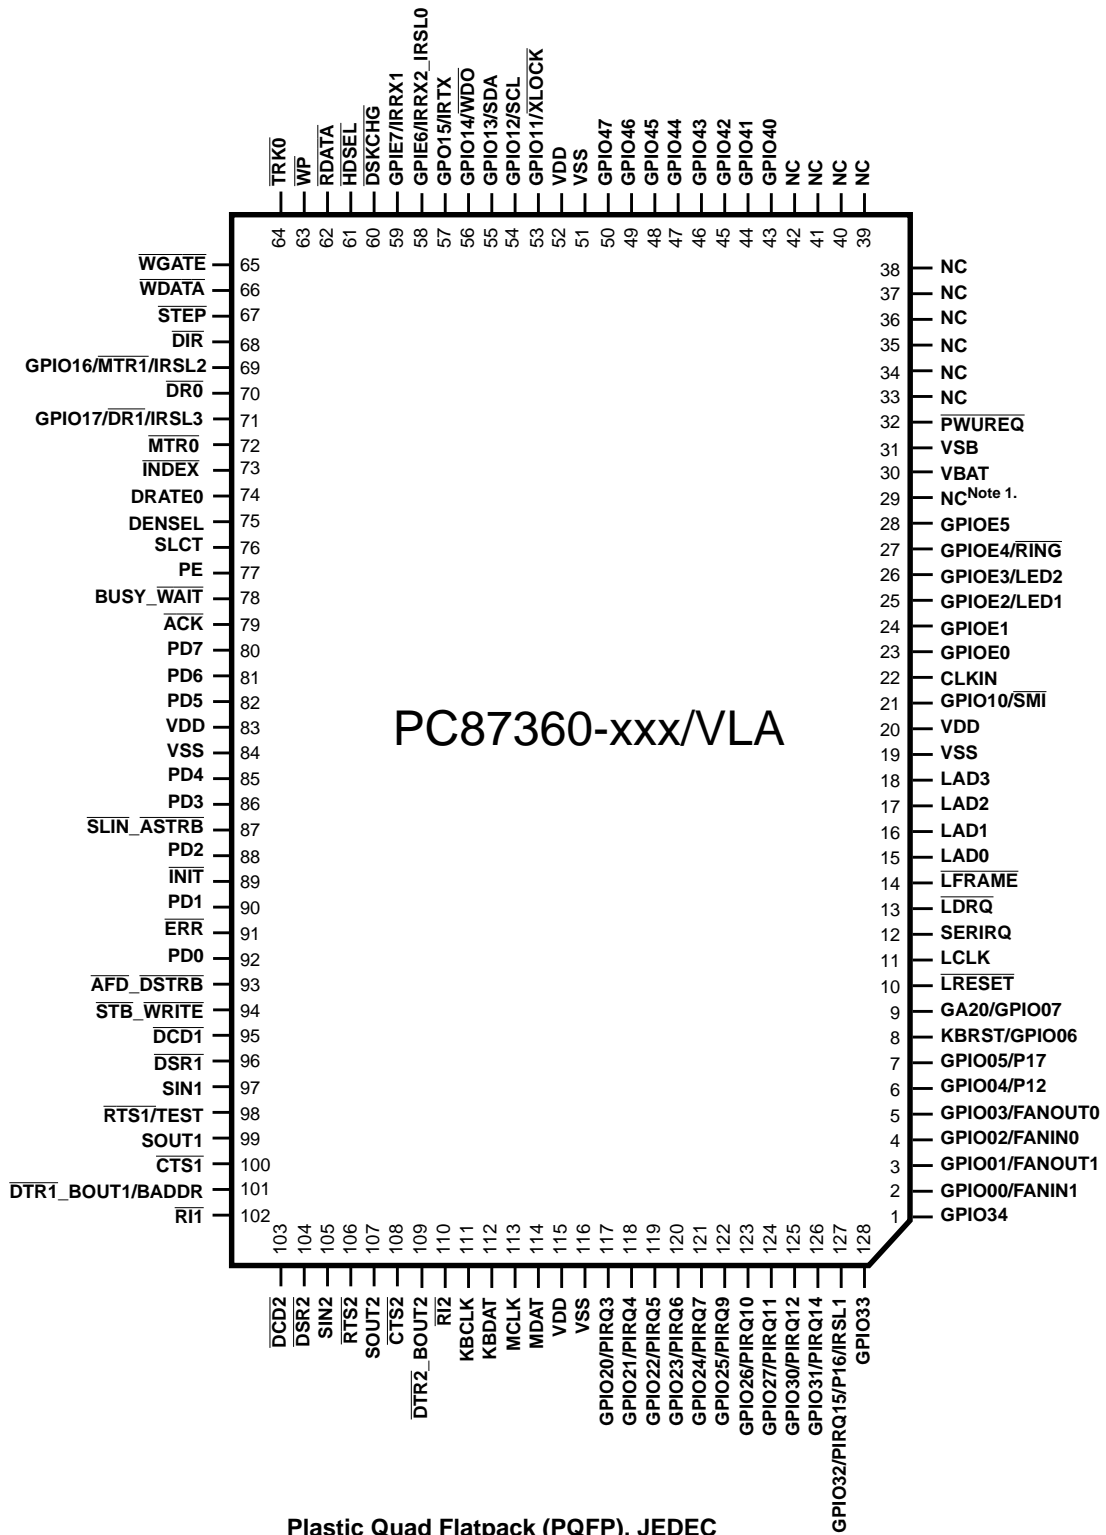 TRK0
WP
RDATA
HDSEL
DSKCHG
GPIE7/IRRX1
GPIE6/IRRX2_IRSL0
GPO15/IRTX
GPIO14/WDO
GPIO13/SDA
GPIO12/SCL
GPIO11/XLOCK
VDD
VSS
GPIO47
GPIO46
GPIO45
GPIO44
GPIO43
GPIO42
GPIO41
GPIO40
NC
NC
NC
NC
64
63
62
61
60
59
58
57
56
55
54
53
52
51
50
49
48
47
46
45
44
43
42
41
40
39
WGATE 65
WDATA 66
STEP 67
DIR 68
GPIO16/MTR1/IRSL2 69
DR0 70
GPIO17/DR1/IRSL3 71
MTR0 72
INDEX 73
DRATE0 74
DENSEL 75
SLCT 76
PE 77
BUSY_WAIT 78
ACK 79
PD7 80
PD6 81
PD5 82
VDD 83
VSS 84
PD4 85
PD3 86
SLIN_ASTRB 87
PD2 88
INIT 89
PD1 90
ERR 91
PD0 92
AFD_DSTRB 93
STB_WRITE 94
DCD1 95
DSR1 96
SIN1 97
RTS1/TEST 98
SOUT1 99
CTS1 100
DTR1_BOUT1/BADDR 101
RI1 102
PC87360-xxx/VLA
38 NC
37 NC
36 NC
35 NC
34 NC
33 NC
32 PWUREQ
31 VSB
30 VBAT
29 NC Note 1.
28 GPIOE5
27 GPIOE4/RING
26 GPIOE3/LED2
25 GPIOE2/LED1
24 GPIOE1
23 GPIOE0
22 CLKIN
21 GPIO10/SMI
20 VDD
19 VSS
18 LAD3
17 LAD2
16 LAD1
15 LAD0
14 LFRAME
13 LDRQ
12 SERIRQ
11 LCLK
10 LRESET
9 GA20/GPIO07
8 KBRST/GPIO06
7 GPIO05/P17
6 GPIO04/P12
5 GPIO03/FANOUT0
4 GPIO02/FANIN0
3 GPIO01/FANOUT1
2 GPIO00/FANIN1
1 GPIO34
103
104
105
106
107
108
109
110
111
112
113
114
115
116
117
118
119
120
121
122
123
124
125
126
127
128
DCD2
DSR2
SIN2
RTS2
SOUT2
CTS2
DTR2_BOUT2
RI2
KBCLK
KBDAT
MCLK
MDAT
VDD
VSS
GPIO20/PIRQ3
GPIO21/PIRQ4
GPIO22/PIRQ5
GPIO23/PIRQ6
GPIO24/PIRQ7
GPIO25/PIRQ9
GPIO26/PIRQ10
GPIO27/PIRQ11
GPIO30/PIRQ12
GPIO31/PIRQ14
GPIO32/PIRQ15/P16/IRSL1
GPIO33
Plastic Quad Flatpack (PQFP), JEDEC